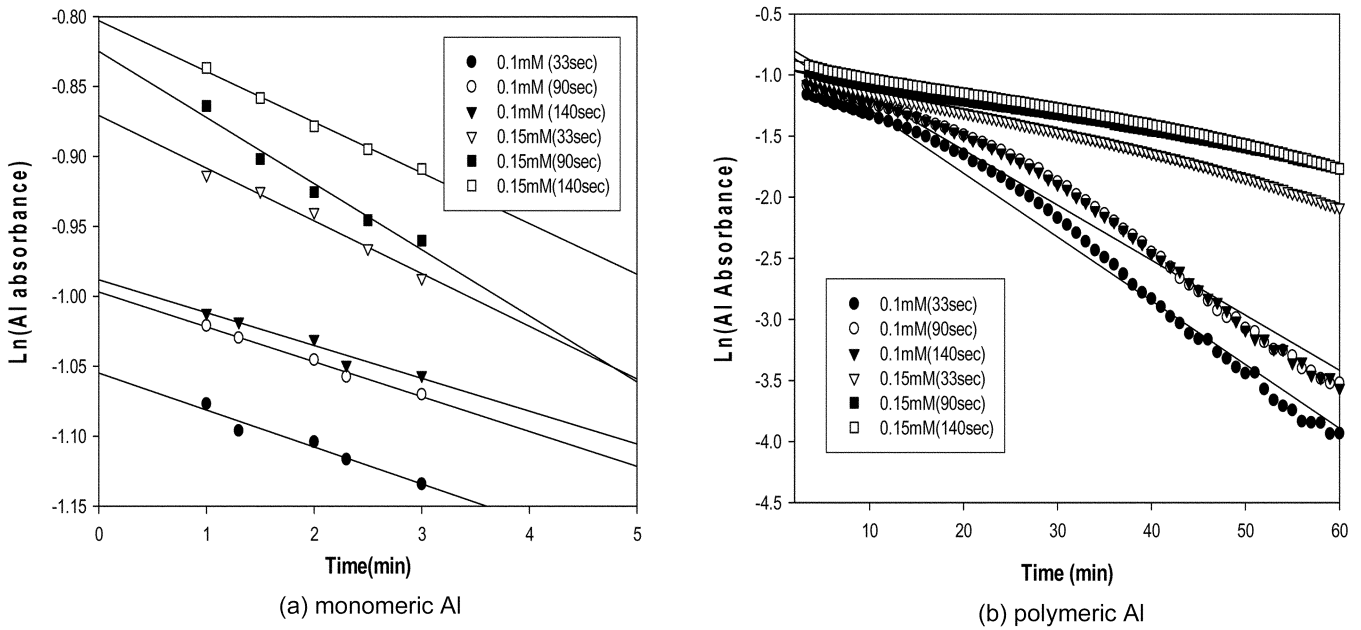 -0.80
-0.85
-0.90
-0.95
-1.00
-1.05
-1.10
-1.15
Ln(Al absorbance)
0 1 2 3 4 5
Time(min)
0.1mM (33sec)
0.1mM (90sec)
0.1mM (140sec)
0.15mM(33sec)
0.15mM(90sec)
0.15mM(140sec)
(a) monomeric Al
-0.5
-1.0
-1.5
-2.0
-2.5
-3.0
-3.5
-4.0
-4.5
Ln(Al Absorbance)
10 20 30 40 50 60
Time (min)
0.1mM(33sec)
0.1mM(90sec)
0.1mM(140sec)
0.15mM(33sec)
0.15mM(90sec)
0.15mM(140sec)
(b) polymeric Al